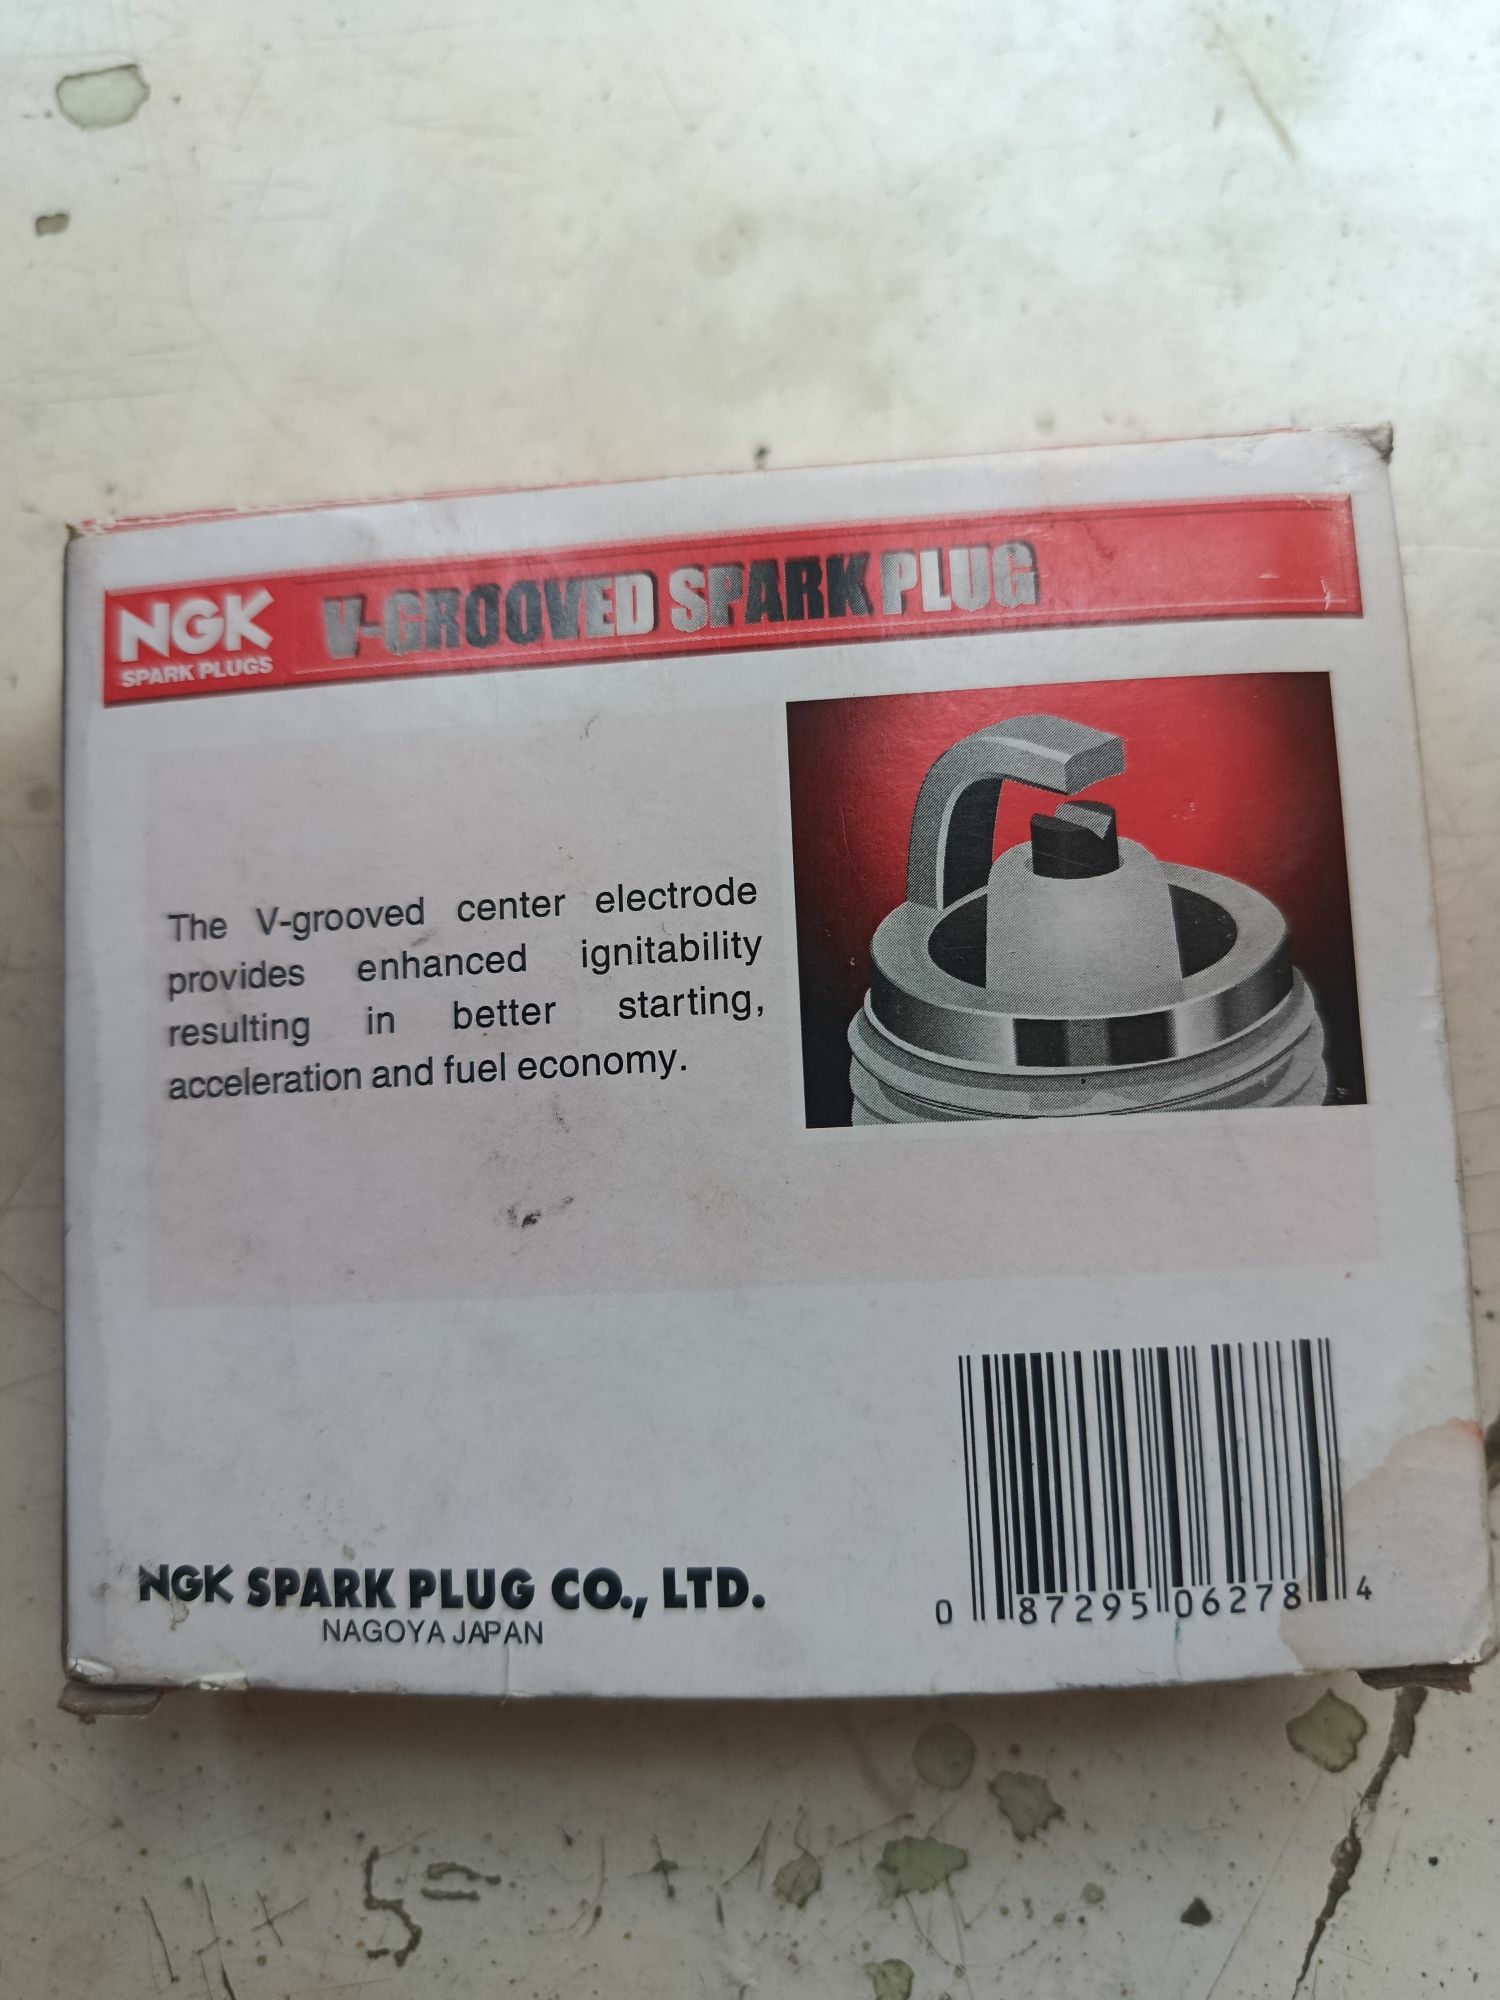 NGK
SPARK PLUGS
V-GROOVED SPARK PLUG
The V-grooved center electrode
provides enhanced ignitability
resulting in better starting,
acceleration and fuel economy.
NGK SPARK PLUG CO., LTD.
NAGOYA JAPAN
0 87295 06278 4